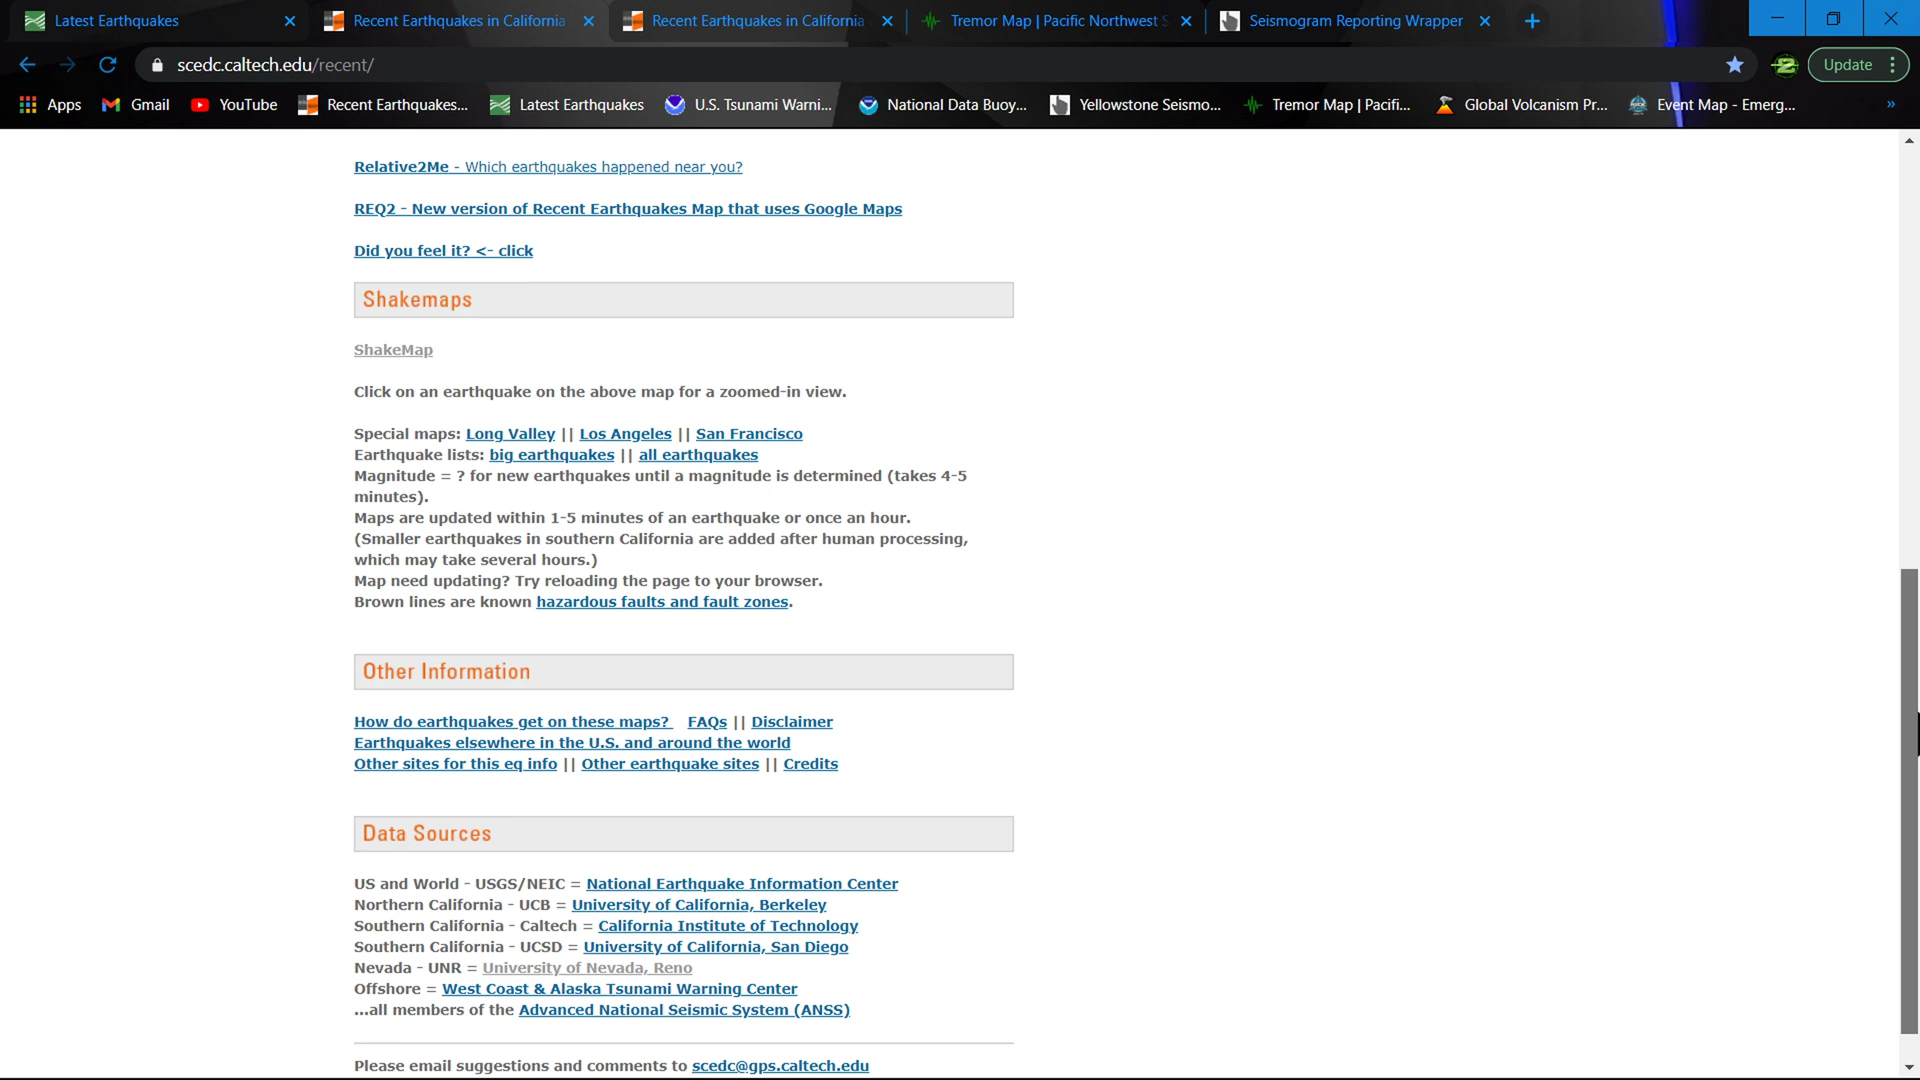 Latest Earthquakes
Recent Earthquakes in California
Recent Earthquakes in California
Tremor Map | Pacific Northwest S
Seismogram Reporting Wrapper
scedc.caltech.edu/recent/
Update
Apps
Gmail
YouTube
Recent Earthquakes...
Latest Earthquakes
U.S. Tsunami Warni...
National Data Buoy...
Yellowstone Seismo...
Tremor Map | Pacifi...
Global Volcanism Pr...
Event Map - Emerg...
»
Relative2Me - Which earthquakes happened near you?
REQ2 - New version of Recent Earthquakes Map that uses Google Maps
Did you feel it? <- click
Shakemaps
ShakeMap
Click on an earthquake on the above map for a zoomed-in view.
Special maps: Long Valley || Los Angeles || San Francisco
Earthquake lists: big earthquakes || all earthquakes
Magnitude = ? for new earthquakes until a magnitude is determined (takes 4-5
minutes).
Maps are updated within 1-5 minutes of an earthquake or once an hour.
(Smaller earthquakes in southern California are added after human processing,
which may take several hours.)
Map need updating? Try reloading the page to your browser.
Brown lines are known hazardous faults and fault zones.
Other Information
How do earthquakes get on these maps? FAQs || Disclaimer
Earthquakes elsewhere in the U.S. and around the world
Other sites for this eq info || Other earthquake sites || Credits
Data Sources
US and World - USGS/NEIC = National Earthquake Information Center
Northern California - UCB = University of California, Berkeley
Southern California - Caltech = California Institute of Technology
Southern California - UCSD = University of California, San Diego
Nevada - UNR = University of Nevada, Reno
Offshore = West Coast & Alaska Tsunami Warning Center
...all members of the Advanced National Seismic System (ANSS)
Please email suggestions and comments to scedc@gps.caltech.edu